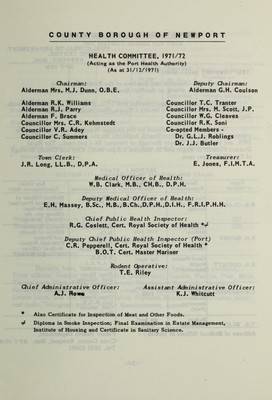 COUNTY BOROUGH OF NEWPORT
HEALTH COMMITTEE, 1971/72
(Acting as the Port Health Authority)
(As at 31/12/1971)
Chairman: Deputy Chairman:
Alderman Mrs. M.J. Dunn, O.B.E. Alderman G.H. Coulson
Alderman R.K. Williams Councillor T.C. Tranter
Alderman R.J. Parry Councillor Mrs. M. Scott, J.P.
Alderman F. Brace Councillor W.G. Cleaves
Councillor Mrs. C.R. Kehmstedt Councillor R.K. Soni
Councillor V.R. Adey Co-opted Members -
Councillor C. Summers Dr. G.L.J. Roblings
Dr. J.J. Butler
Town Clerk: Treasurer:
J.R. Long, LL.B., D.P.A. E. Jones, F.I.M.T.A.
Medical Officer of Health:
W.B. Clark, M.B., CH.B., D.P.H.
Deputy Medical Officer of Health:
E.H. Massey, B.Sc., M.B., B.Ch., D.P.H., D.I.H., F.R.I.P.H.H.
Chief Public Health Inspector:
R.G. Coslett, Cert. Royal Society of Health *↲
Deputy Chief Public Health Inspector (Port)
C.R. Pepperell, Cert. Royal Society of Health *
B.O.T. Cert. Master Mariner
Rodent Operative:
T.E. Riley
Chief Administrative Officer: Assistant Administrative Officer:
A.J. Rowe K.J. Whitcutt
* Also Certificate for Inspection of Meat and Other Foods.
↲ Diploma in Smoke Inspection; Final Examination in Estate Management,
Institute of Housing and Certificate in Sanitary Science.